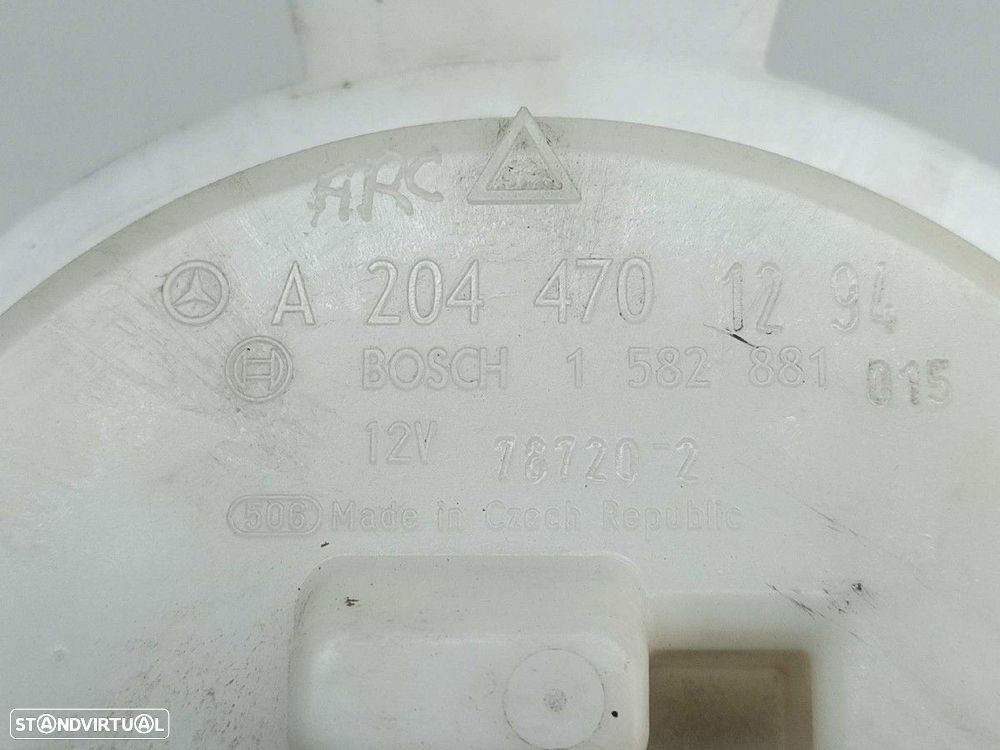 ARC
A 204 470 12 94
BOSCH 1 582 881 015
12V 78720-2
506 Made in Czech Republic
STANDVIRTUAL